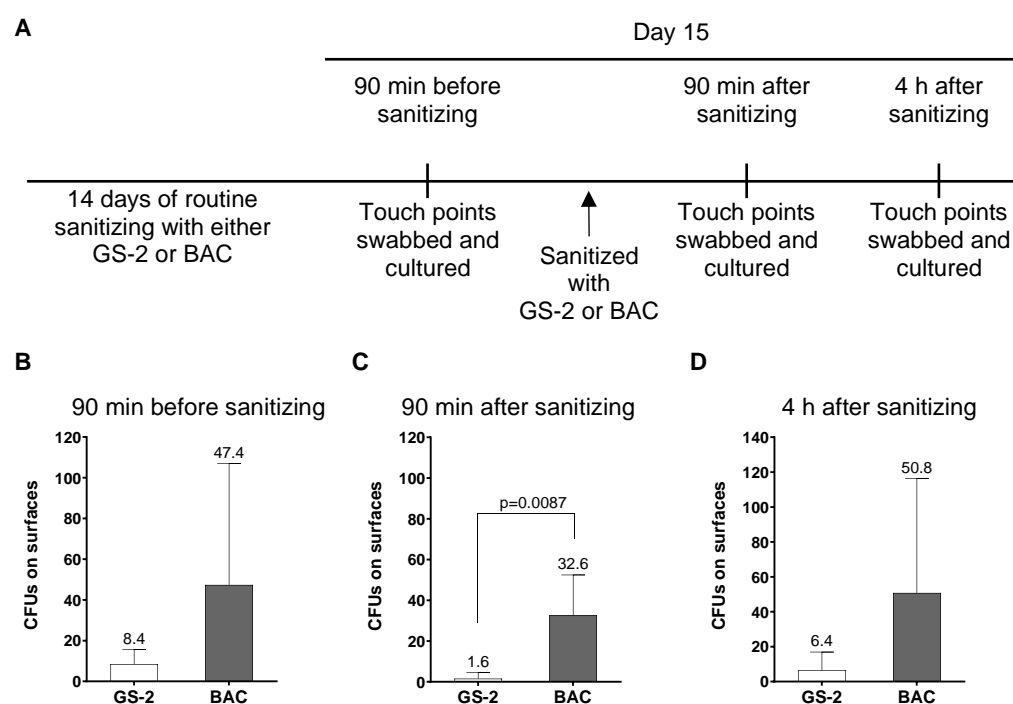 A
Day 15
90 min before
sanitizing
90 min after
sanitizing
4 h after
sanitizing
14 days of routine
sanitizing with either
GS-2 or BAC
Touch points
swabbed and
cultured
Sanitized
with
GS-2 or BAC
Touch points
swabbed and
cultured
Touch points
swabbed and
cultured
B
90 min before sanitizing
CFUs on surfaces
120
100
80
60
40
20
0
8.4
47.4
GS-2
BAC
C
90 min after sanitizing
CFUs on surfaces
120
100
80
60
40
20
0
p=0.0087
1.6
32.6
GS-2
BAC
D
4 h after sanitizing
CFUs on surfaces
140
120
100
80
60
40
20
0
6.4
50.8
GS-2
BAC